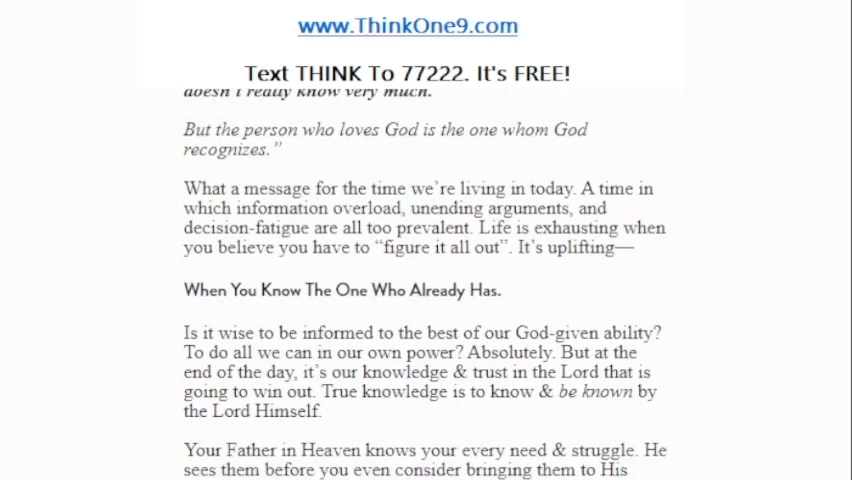 www.ThinkOne9.com
Text THINK To 77222. It's FREE!
doesn't really know very much.
But the person who loves God is the one whom God
recognizes.”
What a message for the time we’re living in today. A time in
which information overload, unending arguments, and
decision-fatigue are all too prevalent. Life is exhausting when
you believe you have to “figure it all out”. It’s uplifting—
When You Know The One Who Already Has.
Is it wise to be informed to the best of our God-given ability?
To do all we can in our own power? Absolutely. But at the
end of the day, it’s our knowledge & trust in the Lord that is
going to win out. True knowledge is to know & be known by
the Lord Himself.
Your Father in Heaven knows your every need & struggle. He
sees them before you even consider bringing them to His